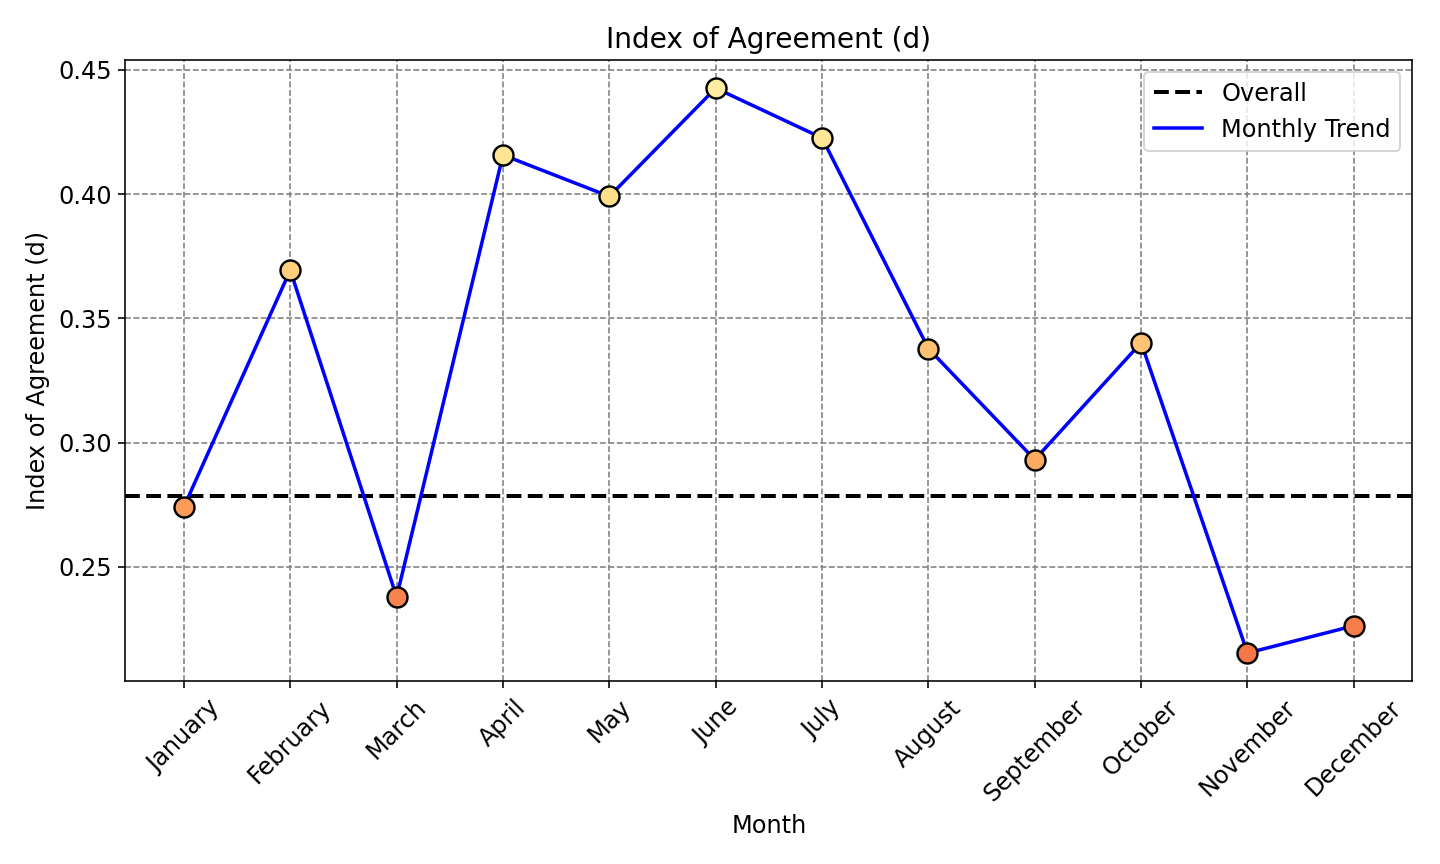 Index of Agreement (d)
Overall
Monthly Trend
Index of Agreement (d)
0.45
0.40
0.35
0.30
0.25
January
February
March
April
May
June
July
August
September
October
November
December
Month